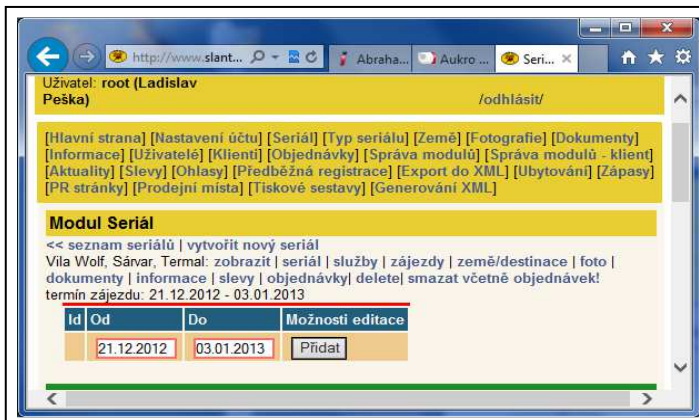 http://www.slant...
Abraha...
Aukro ...
Seri...
Uživatel: root (Ladislav
Peška)
/odhlásit/
[Hlavní strana] [Nastavení účtu] [Seriál] [Typ seriálu] [Země] [Fotografie] [Dokumenty]
[Informace] [Uživatelé] [Klienti] [Objednávky] [Správa modulů] [Správa modulů - klient]
[Aktuality] [Slevy] [Ohlasy] [Předběžná registrace] [Export do XML] [Ubytování] [Zápasy]
[PR stránky] [Prodejní místa] [Tiskové sestavy] [Generování XML]
Modul Seriál
<< seznam seriálů | vytvořit nový seriál
Vila Wolf, Sárvar, Termal: zobrazit | seriál | služby | zájezdy | země/destinace | foto |
dokumenty | informace | slevy | objednávky| delete| smazat včetně objednávek!
termín zájezdu: 21.12.2012 - 03.01.2013
Id Od Do Možnosti editace
21.12.2012 03.01.2013 Přidat